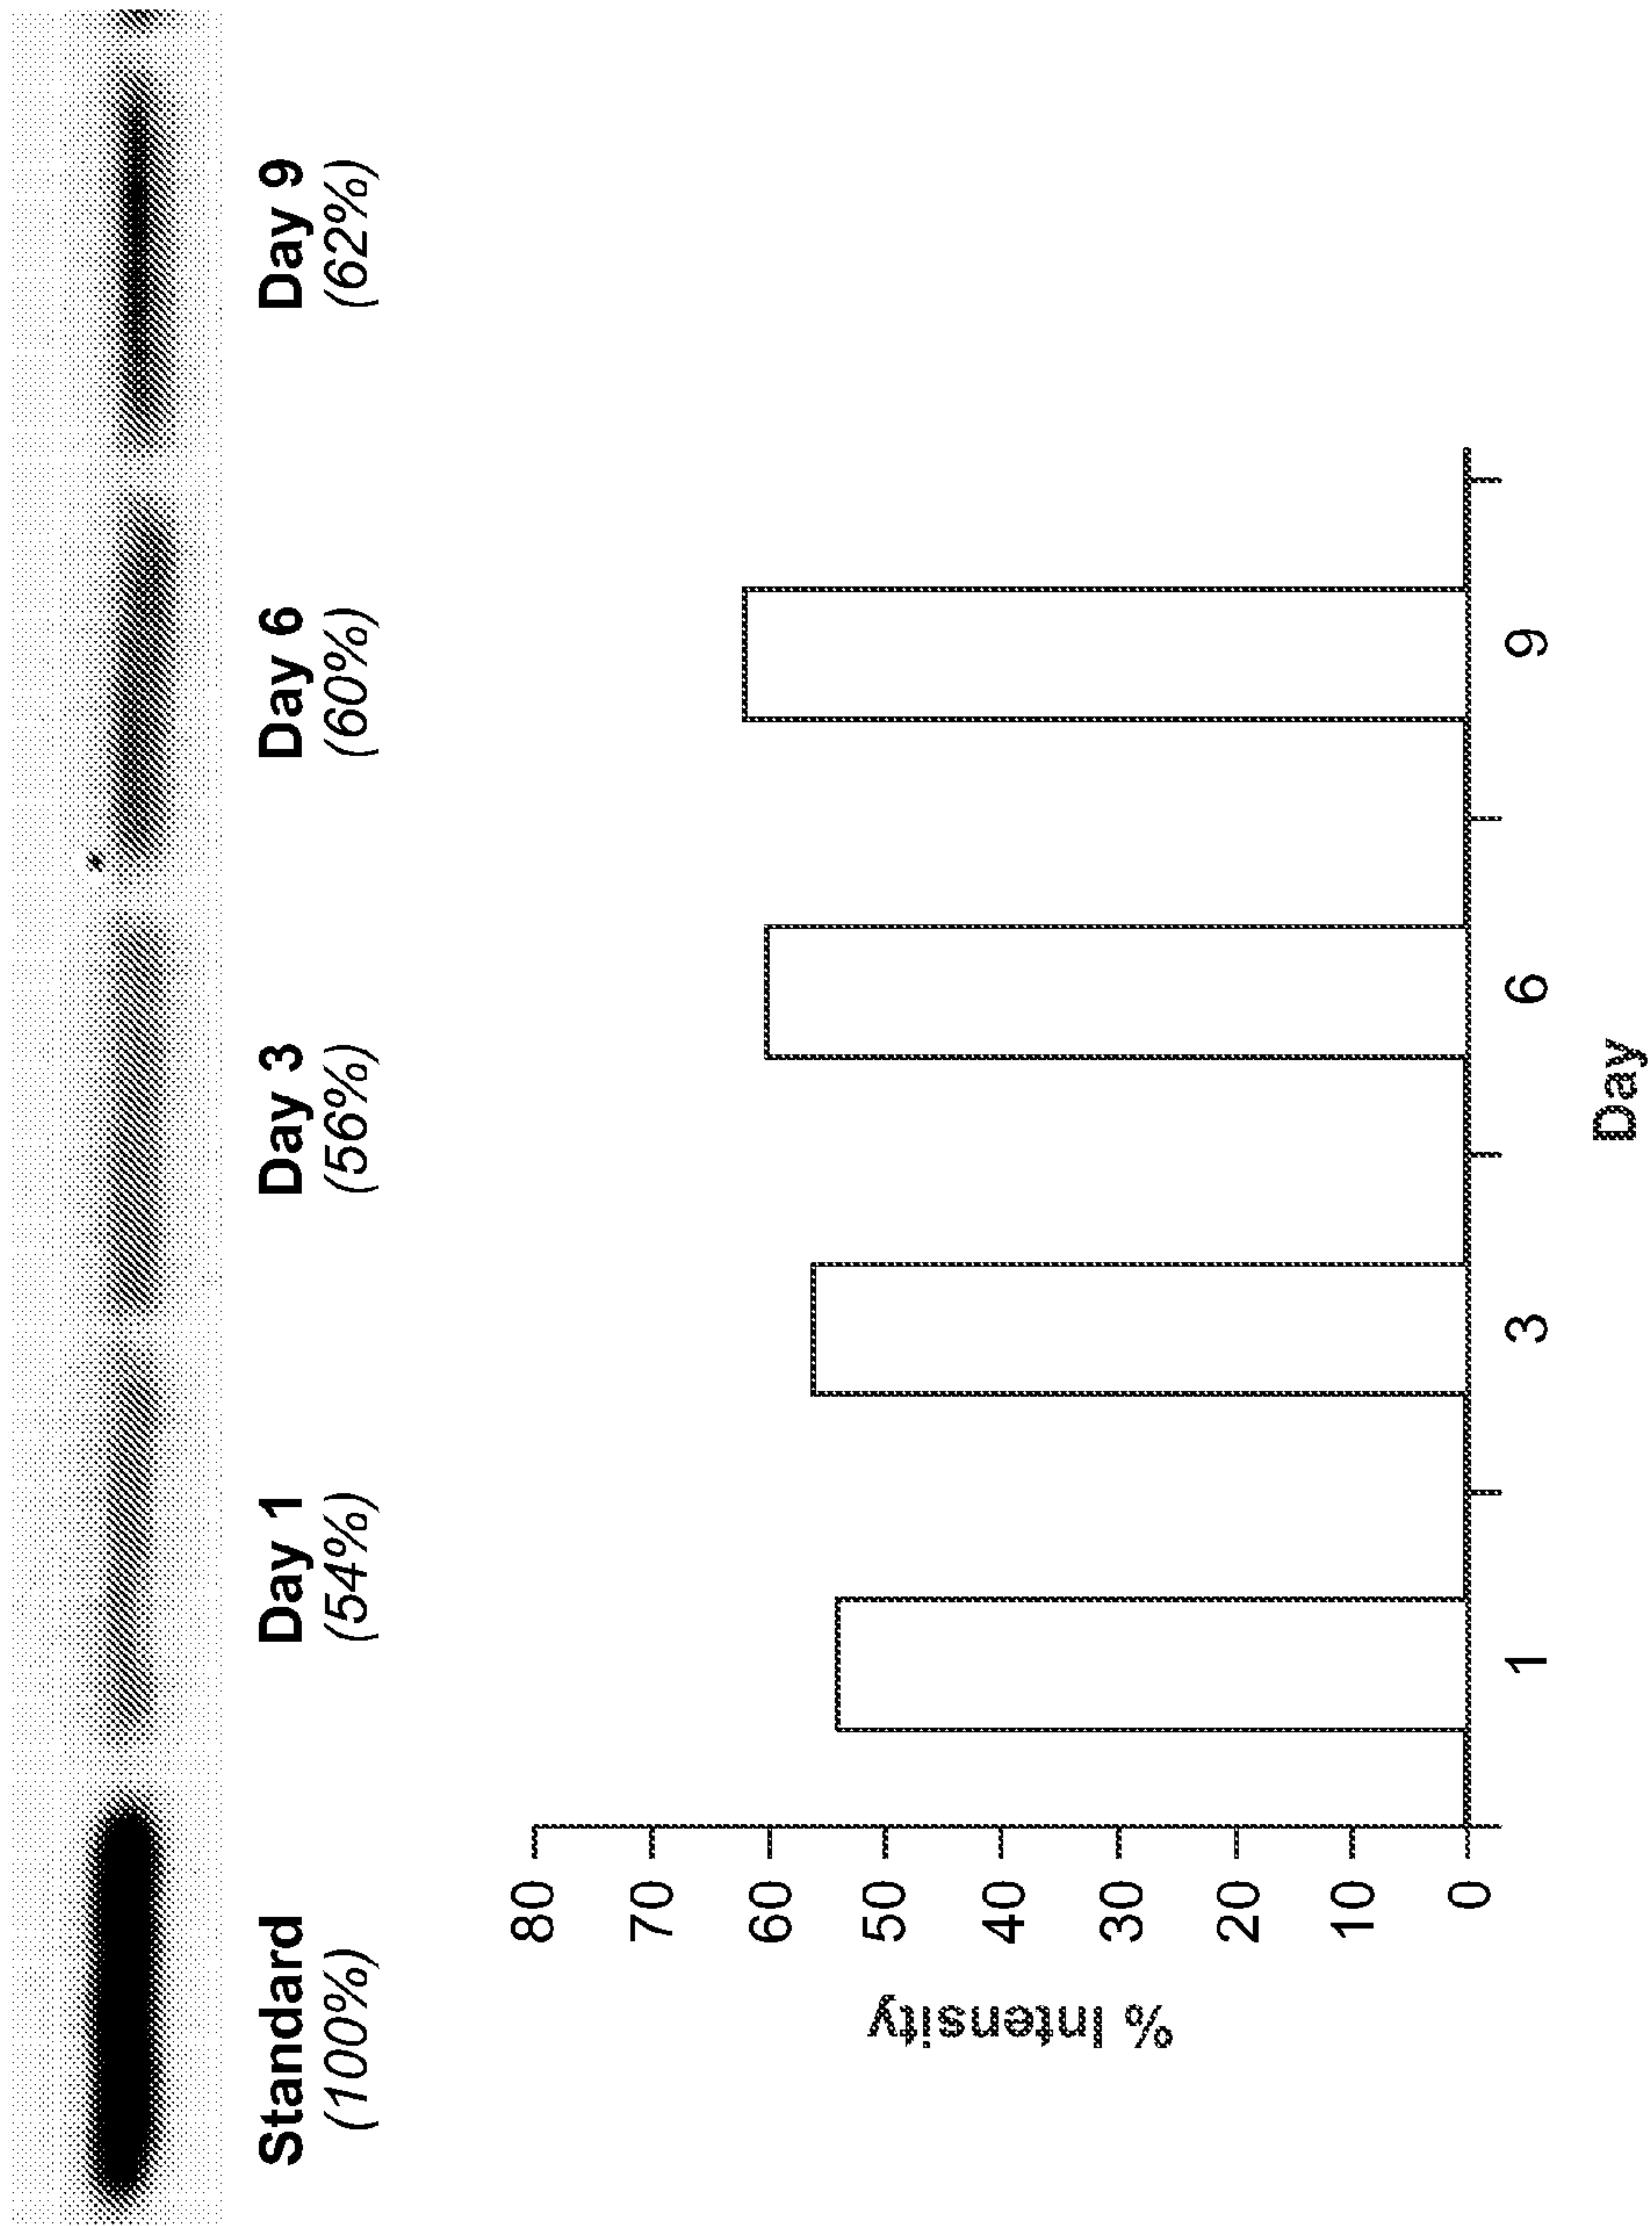 Standard
(100%)
Day 1
(54%)
Day 3
(56%)
Day 6
(60%)
Day 9
(62%)
% Intensity
80
70
60
50
40
30
20
10
0
1
3
6
9
Day